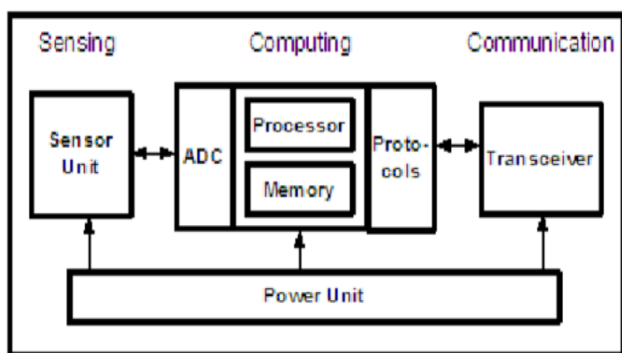 Sensing Computing Communication
Sensor
Unit
ADC
Processor
Memory
Proto-
cols
Transceiver
Power Unit